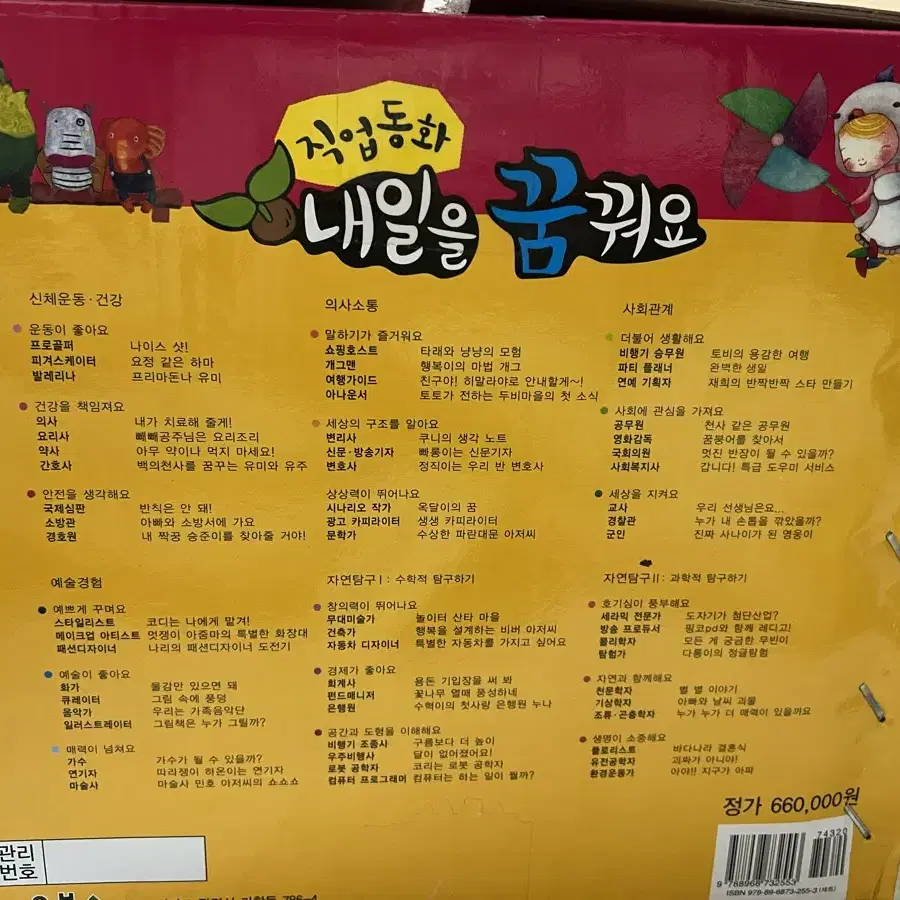 직업동화
내일을 꿈꿔요
신체운동·건강
운동이 좋아요
프로골퍼 나이스 샷!
피겨스케이터 요정 같은 하마
발레리나 프리마돈나 유미
건강을 책임져요
의사 내가 치료해 줄게!
요리사 빼빼공주님은 요리조리
약사 아무 약이나 먹지 마세요!
간호사 백의천사를 꿈꾸는 유미와 유주
안전을 생각해요
국제심판 반칙은 안 돼!
소방관 아빠와 소방서에 가요
경호원 내 짝꿍 승준이를 찾아줄 거야!
의사소통
말하기가 즐거워요
쇼핑호스트 타래와 냥냥의 모험
개그맨 행복이의 마법 개그
여행가이드 친구야! 히말라야로 안내할게~!
아나운서 토토가 전하는 두비마을의 첫 소식
세상의 구조를 알아요
변리사 쿠니의 생각 노트
신문·방송기자 빠롱이는 신문기자
변호사 정직이는 우리 반 변호사
상상력이 뛰어나요
시나리오 작가 옥달이의 꿈
광고 카피라이터 생생 카피라이터
문학가 수상한 파란대문 아저씨
사회관계
더불어 생활해요
비행기 승무원 토비의 용감한 여행
파티 플래너 완벽한 생일
연예 기획자 재희의 반짝반짝 스타 만들기
사회에 관심을 가져요
공무원 천사 같은 공무원
영화감독 꿈붕어를 찾아서
국회의원 멋진 반장이 될 수 있을까?
사회복지사 갑니다! 특급 도우미 서비스
세상을 지켜요
교사 우리 선생님은요...
경찰관 누가 내 손톱을 깎았을까?
군인 진짜 사나이가 된 영웅이
예술경험
예쁘게 꾸며요
스타일리스트 코디는 나에게 맡겨!
메이크업 아티스트 멋쟁이 아줌마의 특별한 화장대
패션디자이너 나리의 패션디자이너 도전기
예술이 좋아요
화가 물감만 있으면 돼
큐레이터 그림 속에 풍덩
음악가 우리는 가족음악단
일러스트레이터 그림책은 누가 그릴까?
매력이 넘쳐요
가수 가수가 될 수 있을까?
연기자 따라쟁이 하온이는 연기자
마술사 마술사 민호 아저씨의 쇼쇼쇼
자연탐구Ⅰ: 수학적 탐구하기
창의력이 뛰어나요
무대미술가 놀이터 산타 마을
건축가 행복을 설계하는 비버 아저씨
자동차 디자이너 특별한 자동차를 가지고 싶어요
경제가 좋아요
회계사 용돈 기입장을 써 봐
펀드매니저 꽃나무 열매 풍성하네
은행원 수혁이의 첫사랑 은행원 누나
공간과 도형을 이해해요
비행기 조종사 구름보다 더 높이
우주비행사 달이 없어졌어요!
로봇 공학자 코리는 로봇 공학자
컴퓨터 프로그래머 컴퓨터는 하는 일이 뭘까?
자연탐구Ⅱ: 과학적 탐구하기
호기심이 풍부해요
세라믹 전문가 도자기가 첨단산업?
방송 프로듀서 핑코pd와 함께 레디고!
물리학자 모든 게 궁금한 무빈이
탐험가 다롱이의 정글탐험
자연과 함께해요
천문학자 별 별 이야기
기상학자 아빠와 날씨 괴물
조류·곤충학자 누가 누가 더 매력이 있을까요
생명이 소중해요
플로리스트 바다나라 결혼식
유전공학자 괴짜가 아니야!
환경운동가 아야!! 지구가 아파
정가 660,000원
74320
9 788968 732553
ISBN 978-89-6873-255-3 (세트)
관리
번호